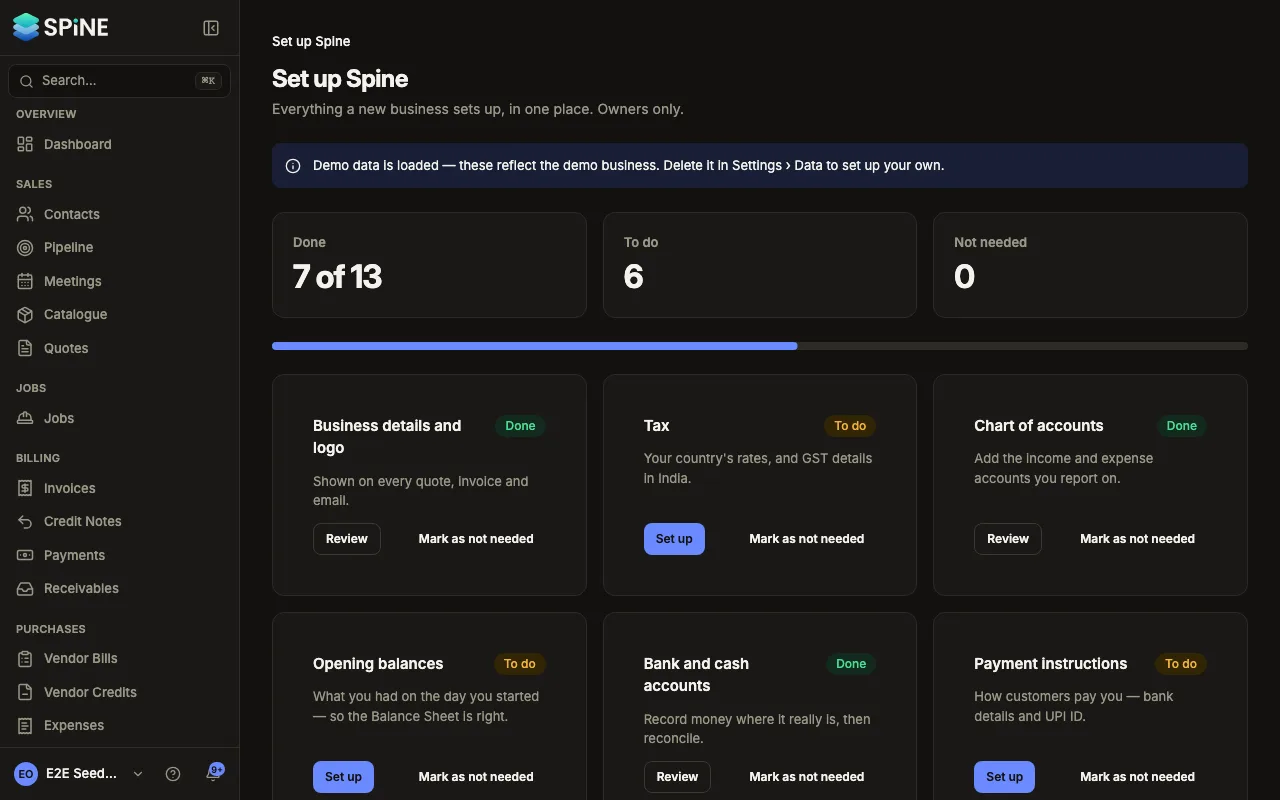 SPiNE
Search...
⌘K
OVERVIEW
Dashboard
SALES
Contacts
Pipeline
Meetings
Catalogue
Quotes
JOBS
Jobs
BILLING
Invoices
Credit Notes
Payments
Receivables
PURCHASES
Vendor Bills
Vendor Credits
Expenses
EO
E2E Seed...
9+
Set up Spine
Set up Spine
Everything a new business sets up, in one place. Owners only.
Demo data is loaded — these reflect the demo business. Delete it in Settings › Data to set up your own.
Done
7 of 13
To do
6
Not needed
0
Business details and
logo
Done
Shown on every quote, invoice and
email.
Review
Mark as not needed
Tax
To do
Your country's rates, and GST details
in India.
Set up
Mark as not needed
Chart of accounts
Done
Add the income and expense
accounts you report on.
Review
Mark as not needed
Opening balances
To do
What you had on the day you started
— so the Balance Sheet is right.
Set up
Mark as not needed
Bank and cash
accounts
Done
Record money where it really is, then
reconcile.
Review
Mark as not needed
Payment instructions
To do
How customers pay you — bank
details and UPI ID.
Set up
Mark as not needed